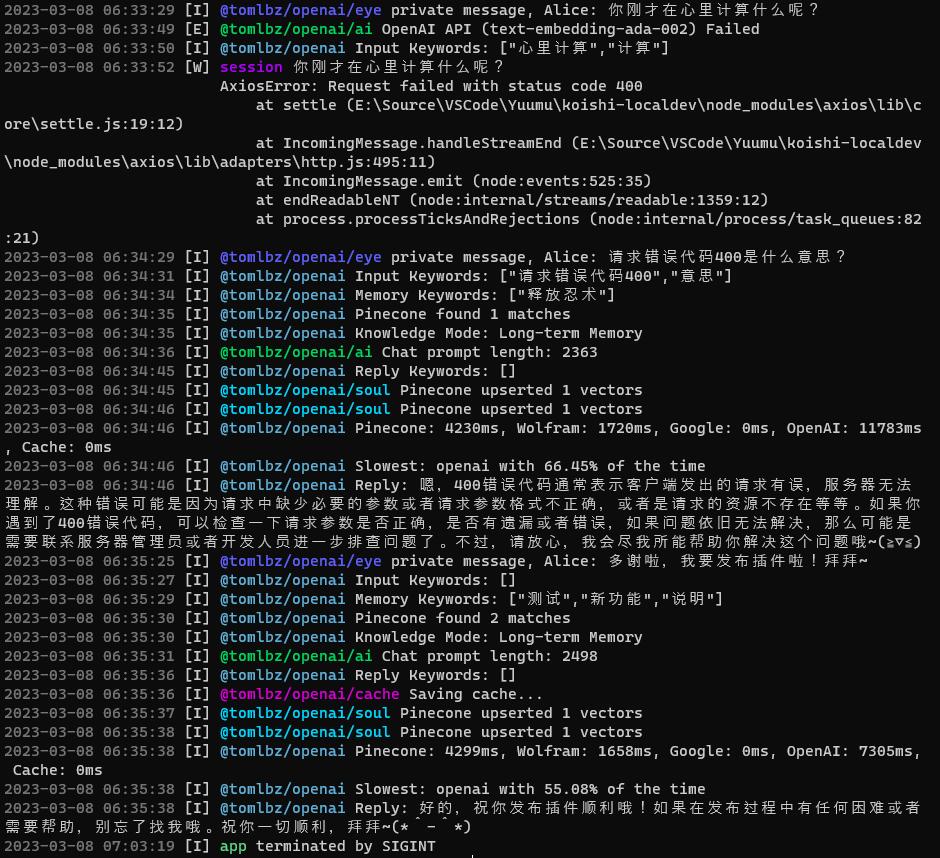 2023-03-08 06:33:29 [I] @tomlbz/openai/eye private message, Alice: 你刚才在心里计算什么呢？
2023-03-08 06:33:49 [E] @tomlbz/openai/ai OpenAI API (text-embedding-ada-002) Failed
2023-03-08 06:33:50 [I] @tomlbz/openai Input Keywords: ["心里计算","计算"]
2023-03-08 06:33:52 [W] session 你刚才在心里计算什么呢？
AxiosError: Request failed with status code 400
at settle (E:\Source\VSCode\Yuumu\koishi-localdev\node_modules\axios\lib\c
ore\settle.js:19:12)
at IncomingMessage.handleStreamEnd (E:\Source\VSCode\Yuumu\koishi-localdev
\node_modules\axios\lib\adapters\http.js:495:11)
at IncomingMessage.emit (node:events:525:35)
at endReadableNT (node:internal/streams/readable:1359:12)
at process.processTicksAndRejections (node:internal/process/task_queues:82
:21)
2023-03-08 06:34:29 [I] @tomlbz/openai/eye private message, Alice: 请求错误代码400是什么意思？
2023-03-08 06:34:31 [I] @tomlbz/openai Input Keywords: ["请求错误代码400","意思"]
2023-03-08 06:34:34 [I] @tomlbz/openai Memory Keywords: ["释放忍术"]
2023-03-08 06:34:35 [I] @tomlbz/openai Pinecone found 1 matches
2023-03-08 06:34:35 [I] @tomlbz/openai Knowledge Mode: Long-term Memory
2023-03-08 06:34:36 [I] @tomlbz/openai/ai Chat prompt length: 2363
2023-03-08 06:34:45 [I] @tomlbz/openai Reply Keywords: []
2023-03-08 06:34:45 [I] @tomlbz/openai/soul Pinecone upserted 1 vectors
2023-03-08 06:34:46 [I] @tomlbz/openai/soul Pinecone upserted 1 vectors
2023-03-08 06:34:46 [I] @tomlbz/openai Pinecone: 4230ms, Wolfram: 1720ms, Google: 0ms, OpenAI: 11783ms
, Cache: 0ms
2023-03-08 06:34:46 [I] @tomlbz/openai Slowest: openai with 66.45% of the time
2023-03-08 06:34:46 [I] @tomlbz/openai Reply: 嗯，400错误代码通常表示客户端发出的请求有误，服务器无法
理解。这种错误可能是因为请求中缺少必要的参数或者请求参数格式不正确，或者是请求的资源不存在等等。如果你
遇到了400错误代码，可以检查一下请求参数是否正确，是否有遗漏或者错误，如果问题依旧无法解决，那么可能是
需要联系服务器管理员或者开发人员进一步排查问题了。不过，请放心，我会尽我所能帮助你解决这个问题哦~(≧▽≦)
2023-03-08 06:35:25 [I] @tomlbz/openai/eye private message, Alice: 多谢啦，我要发布插件啦！拜拜~
2023-03-08 06:35:27 [I] @tomlbz/openai Input Keywords: []
2023-03-08 06:35:29 [I] @tomlbz/openai Memory Keywords: ["测试","新功能","说明"]
2023-03-08 06:35:30 [I] @tomlbz/openai Pinecone found 2 matches
2023-03-08 06:35:30 [I] @tomlbz/openai Knowledge Mode: Long-term Memory
2023-03-08 06:35:31 [I] @tomlbz/openai/ai Chat prompt length: 2498
2023-03-08 06:35:36 [I] @tomlbz/openai Reply Keywords: []
2023-03-08 06:35:36 [I] @tomlbz/openai/cache Saving cache...
2023-03-08 06:35:37 [I] @tomlbz/openai/soul Pinecone upserted 1 vectors
2023-03-08 06:35:38 [I] @tomlbz/openai/soul Pinecone upserted 1 vectors
2023-03-08 06:35:38 [I] @tomlbz/openai Pinecone: 4299ms, Wolfram: 1658ms, Google: 0ms, OpenAI: 7305ms,
Cache: 0ms
2023-03-08 06:35:38 [I] @tomlbz/openai Slowest: openai with 55.08% of the time
2023-03-08 06:35:38 [I] @tomlbz/openai Reply: 好的，祝你发布插件顺利哦！如果在发布过程中有任何困难或者
需要帮助，别忘了找我哦。祝你一切顺利，拜拜~(*＾-＾*)
2023-03-08 07:03:19 [I] app terminated by SIGINT